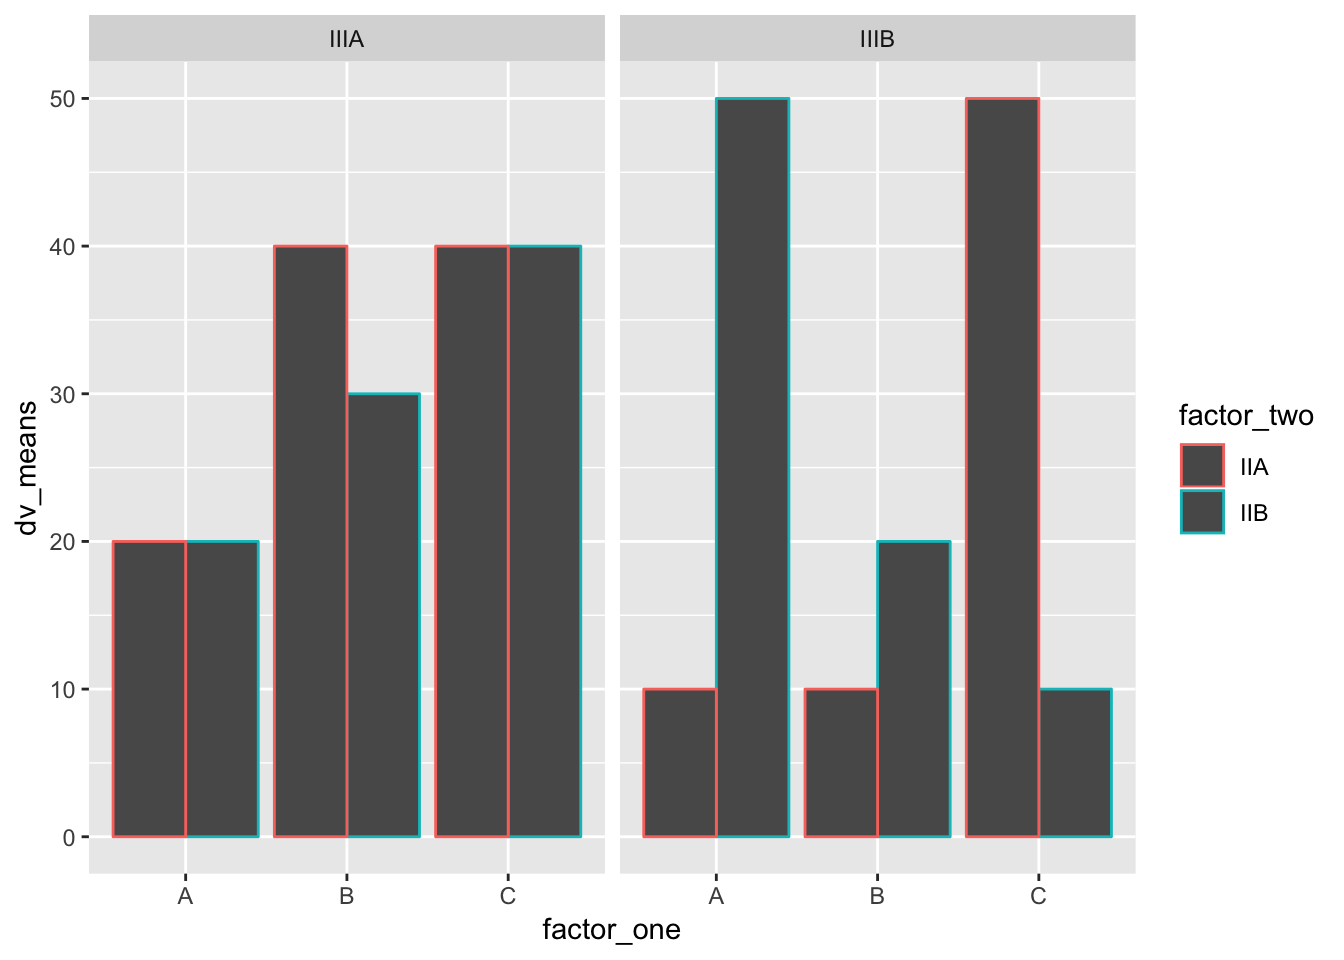 IIIA
IIIB
50
40
30
20
10
0
dv_means
A
B
C
A
B
C
factor_one
factor_two
IIA
IIB